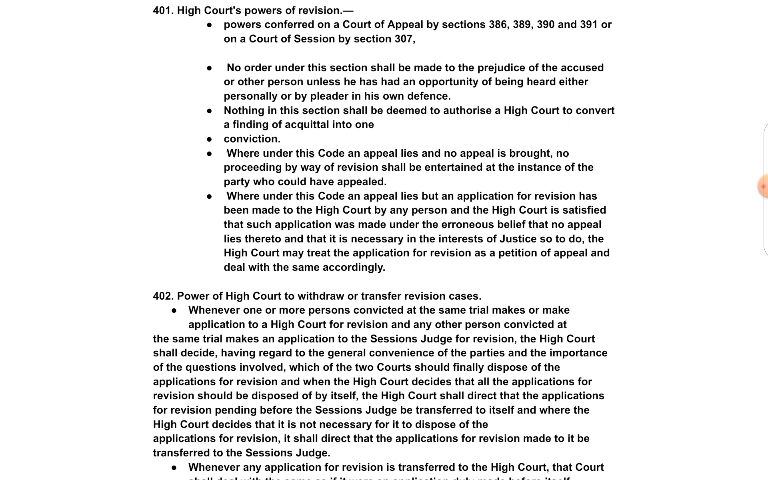 401. High Court's powers of revision.—
● powers conferred on a Court of Appeal by sections 386, 389, 390 and 391 or
on a Court of Session by section 307,
● No order under this section shall be made to the prejudice of the accused
or other person unless he has had an opportunity of being heard either
personally or by pleader in his own defence.
● Nothing in this section shall be deemed to authorise a High Court to convert
a finding of acquittal into one
● conviction.
● Where under this Code an appeal lies and no appeal is brought, no
proceeding by way of revision shall be entertained at the instance of the
party who could have appealed.
● Where under this Code an appeal lies but an application for revision has
been made to the High Court by any person and the High Court is satisfied
that such application was made under the erroneous belief that no appeal
lies thereto and that it is necessary in the interests of Justice so to do, the
High Court may treat the application for revision as a petition of appeal and
deal with the same accordingly.
402. Power of High Court to withdraw or transfer revision cases.
● Whenever one or more persons convicted at the same trial makes or make
application to a High Court for revision and any other person convicted at
the same trial makes an application to the Sessions Judge for revision, the High Court
shall decide, having regard to the general convenience of the parties and the importance
of the questions involved, which of the two Courts should finally dispose of the
applications for revision and when the High Court decides that all the applications for
revision should be disposed of by itself, the High Court shall direct that the applications
for revision pending before the Sessions Judge be transferred to itself and where the
High Court decides that it is not necessary for it to dispose of the
applications for revision, it shall direct that the applications for revision made to it be
transferred to the Sessions Judge.
● Whenever any application for revision is transferred to the High Court, that Court
shall deal with the same as if it were an application duly made before itself.